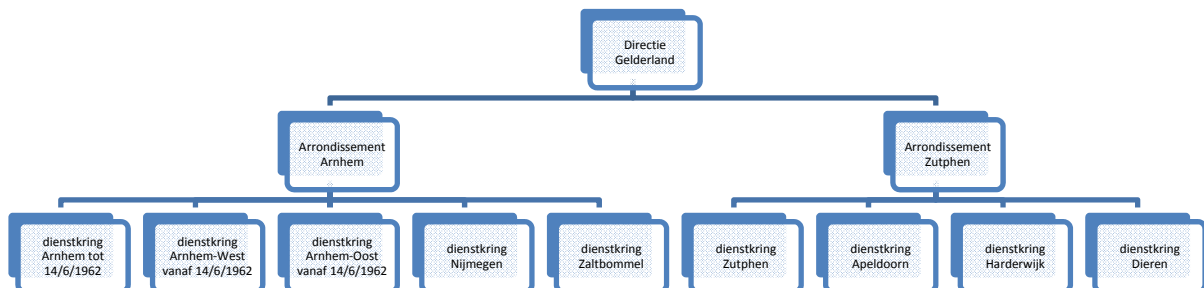 Directie
Gelderland
Arrondissement
Arnhem
Arrondissement
Zutphen
dienstkring
Arnhem tot
14/6/1962
dienstkring
Arnhem-West
vanaf 14/6/1962
dienstkring
Arnhem-Oost
vanaf 14/6/1962
dienstkring
Nijmegen
dienstkring
Zaltbommel
dienstkring
Zutphen
dienstkring
Apeldoorn
dienstkring
Harderwijk
dienstkring
Dieren